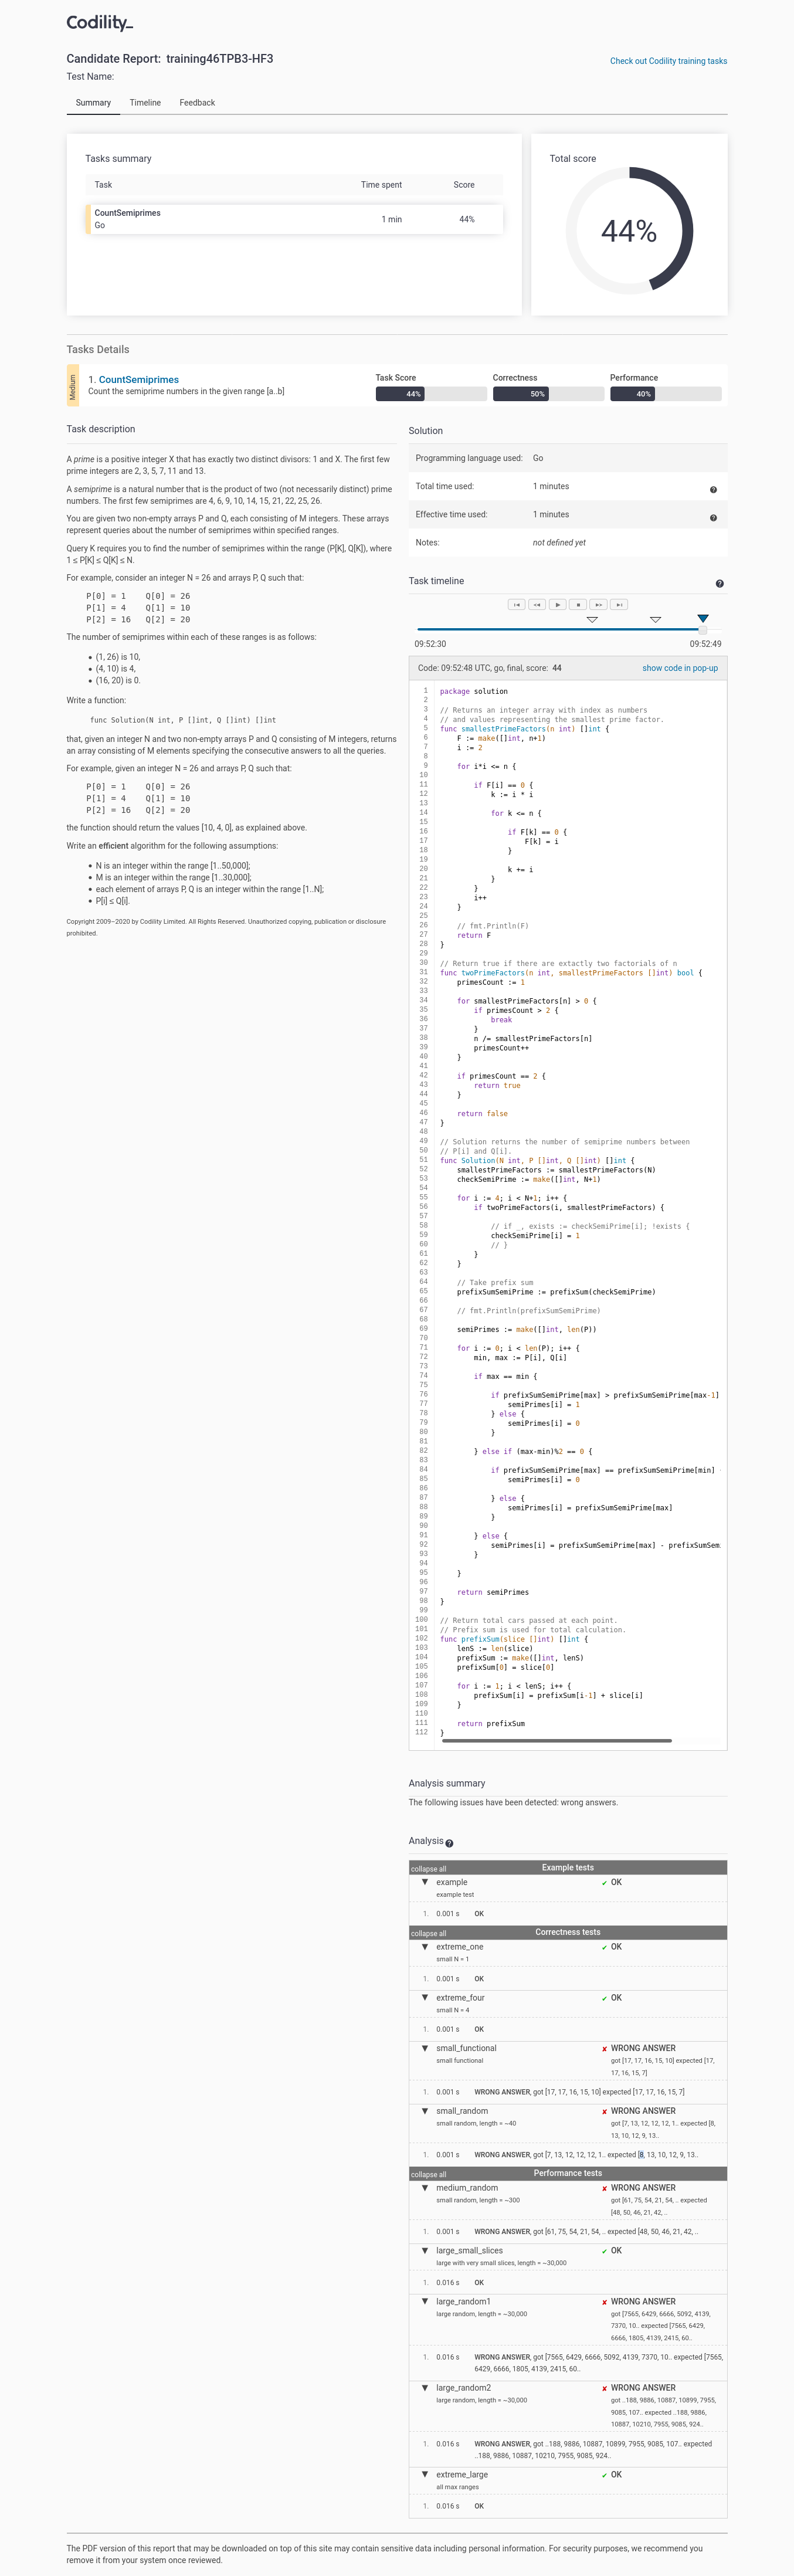 Codility_
Candidate Report: training46TPB3-HF3
Check out Codility training tasks
Test Name:
Summary Timeline Feedback
Tasks summary
Task Time spent Score
CountSemiprimes
Go
1 min 44%
Total score
44%
Tasks Details
Medium
1. CountSemiprimes
Count the semiprime numbers in the given range [a..b]
Task Score Correctness Performance
44% 50% 40%
Task description
A prime is a positive integer X that has exactly two distinct divisors: 1 and X. The first few
prime integers are 2, 3, 5, 7, 11 and 13.
A semiprime is a natural number that is the product of two (not necessarily distinct) prime
numbers. The first few semiprimes are 4, 6, 9, 10, 14, 15, 21, 22, 25, 26.
You are given two non-empty arrays P and Q, each consisting of M integers. These arrays
represent queries about the number of semiprimes within specified ranges.
Query K requires you to find the number of semiprimes within the range (P[K], Q[K]), where
1 ≤ P[K] ≤ Q[K] ≤ N.
For example, consider an integer N = 26 and arrays P, Q such that:
P[0] = 1 Q[0] = 26
P[1] = 4 Q[1] = 10
P[2] = 16 Q[2] = 20
The number of semiprimes within each of these ranges is as follows:
• (1, 26) is 10,
• (4, 10) is 4,
• (16, 20) is 0.
Write a function:
func Solution(N int, P []int, Q []int) []int
that, given an integer N and two non-empty arrays P and Q consisting of M integers, returns
an array consisting of M elements specifying the consecutive answers to all the queries.
For example, given an integer N = 26 and arrays P, Q such that:
P[0] = 1 Q[0] = 26
P[1] = 4 Q[1] = 10
P[2] = 16 Q[2] = 20
the function should return the values [10, 4, 0], as explained above.
Write an efficient algorithm for the following assumptions:
• N is an integer within the range [1..50,000];
• M is an integer within the range [1..30,000];
• each element of arrays P, Q is an integer within the range [1..N];
• P[i] ≤ Q[i].
Copyright 2009–2020 by Codility Limited. All Rights Reserved. Unauthorized copying, publication or disclosure
prohibited.
Solution
Programming language used: Go
Total time used: 1 minutes
Effective time used: 1 minutes
Notes: not defined yet
Task timeline
09:52:30 09:52:49
Code: 09:52:48 UTC, go, final, score: 44
show code in pop-up
1 package solution
2
3 // Returns an integer array with index as numbers
4 // and values representing the smallest prime factor.
5 func smallestPrimeFactors(n int) []int {
6 F := make([]int, n+1)
7 i := 2
8
9 for i*i <= n {
10
11 if F[i] == 0 {
12 k := i * i
13
14 for k <= n {
15
16 if F[k] == 0 {
17 F[k] = i
18 }
19
20 k += i
21 }
22 }
23 i++
24 }
25
26 // fmt.Println(F)
27 return F
28 }
29
30 // Return true if there are extactly two factorials of n
31 func twoPrimeFactors(n int, smallestPrimeFactors []int) bool {
32 primesCount := 1
33
34 for smallestPrimeFactors[n] > 0 {
35 if primesCount > 2 {
36 break
37 }
38 n /= smallestPrimeFactors[n]
39 primesCount++
40 }
41
42 if primesCount == 2 {
43 return true
44 }
45
46 return false
47 }
48
49 // Solution returns the number of semiprime numbers between
50 // P[i] and Q[i].
51 func Solution(N int, P []int, Q []int) []int {
52 smallestPrimeFactors := smallestPrimeFactors(N)
53 checkSemiPrime := make([]int, N+1)
54
55 for i := 4; i < N+1; i++ {
56 if twoPrimeFactors(i, smallestPrimeFactors) {
57
58 // if _, exists := checkSemiPrime[i]; !exists {
59 checkSemiPrime[i] = 1
60 // }
61 }
62 }
63
64 // Take prefix sum
65 prefixSumSemiPrime := prefixSum(checkSemiPrime)
66
67 // fmt.Println(prefixSumSemiPrime)
68
69 semiPrimes := make([]int, len(P))
70
71 for i := 0; i < len(P); i++ {
72 min, max := P[i], Q[i]
73
74 if max == min {
75
76 if prefixSumSemiPrime[max] > prefixSumSemiPrime[max-1]
77 semiPrimes[i] = 1
78 } else {
79 semiPrimes[i] = 0
80 }
81
82 } else if (max-min)%2 == 0 {
83
84 if prefixSumSemiPrime[max] == prefixSumSemiPrime[min] -
85 semiPrimes[i] = 0
86
87 } else {
88 semiPrimes[i] = prefixSumSemiPrime[max]
89 }
90
91 } else {
92 semiPrimes[i] = prefixSumSemiPrime[max] - prefixSumSem
93 }
94
95 }
96
97 return semiPrimes
98 }
99
100 // Return total cars passed at each point.
101 // Prefix sum is used for total calculation.
102 func prefixSum(slice []int) []int {
103 lenS := len(slice)
104 prefixSum := make([]int, lenS)
105 prefixSum[0] = slice[0]
106
107 for i := 1; i < lenS; i++ {
108 prefixSum[i] = prefixSum[i-1] + slice[i]
109 }
110
111 return prefixSum
112 }
Analysis summary
The following issues have been detected: wrong answers.
Analysis
collapse all Example tests
▼ example ✔ OK
example test
1. 0.001 s OK
collapse all Correctness tests
▼ extreme_one ✔ OK
small N = 1
1. 0.001 s OK
▼ extreme_four ✔ OK
small N = 4
1. 0.001 s OK
▼ small_functional ✘ WRONG ANSWER
small functional
got [17, 17, 16, 15, 10] expected [17,
17, 16, 15, 7]
1. 0.001 s WRONG ANSWER, got [17, 17, 16, 15, 10] expected [17, 17, 16, 15, 7]
▼ small_random ✘ WRONG ANSWER
small random, length = ~40
got [7, 13, 12, 12, 12, 1.. expected [8,
13, 10, 12, 9, 13..
1. 0.001 s WRONG ANSWER, got [7, 13, 12, 12, 12, 1.. expected [8, 13, 10, 12, 9, 13..
collapse all Performance tests
▼ medium_random ✘ WRONG ANSWER
small random, length = ~300
got [61, 75, 54, 21, 54, .. expected
[48, 50, 46, 21, 42, ..
1. 0.001 s WRONG ANSWER, got [61, 75, 54, 21, 54, .. expected [48, 50, 46, 21, 42, ..
▼ large_small_slices ✔ OK
large with very small slices, length = ~30,000
1. 0.016 s OK
▼ large_random1 ✘ WRONG ANSWER
large random, length = ~30,000
got [7565, 6429, 6666, 5092, 4139,
7370, 10.. expected [7565, 6429,
6666, 1805, 4139, 2415, 60..
1. 0.016 s WRONG ANSWER, got [7565, 6429, 6666, 5092, 4139, 7370, 10.. expected [7565,
6429, 6666, 1805, 4139, 2415, 60..
▼ large_random2 ✘ WRONG ANSWER
large random, length = ~30,000
got ..188, 9886, 10887, 10899, 7955,
9085, 107.. expected ..188, 9886,
10887, 10210, 7955, 9085, 924..
1. 0.016 s WRONG ANSWER, got ..188, 9886, 10887, 10899, 7955, 9085, 107.. expected
..188, 9886, 10887, 10210, 7955, 9085, 924..
▼ extreme_large ✔ OK
all max ranges
1. 0.016 s OK
The PDF version of this report that may be downloaded on top of this site may contain sensitive data including personal information. For security purposes, we recommend you
remove it from your system once reviewed.